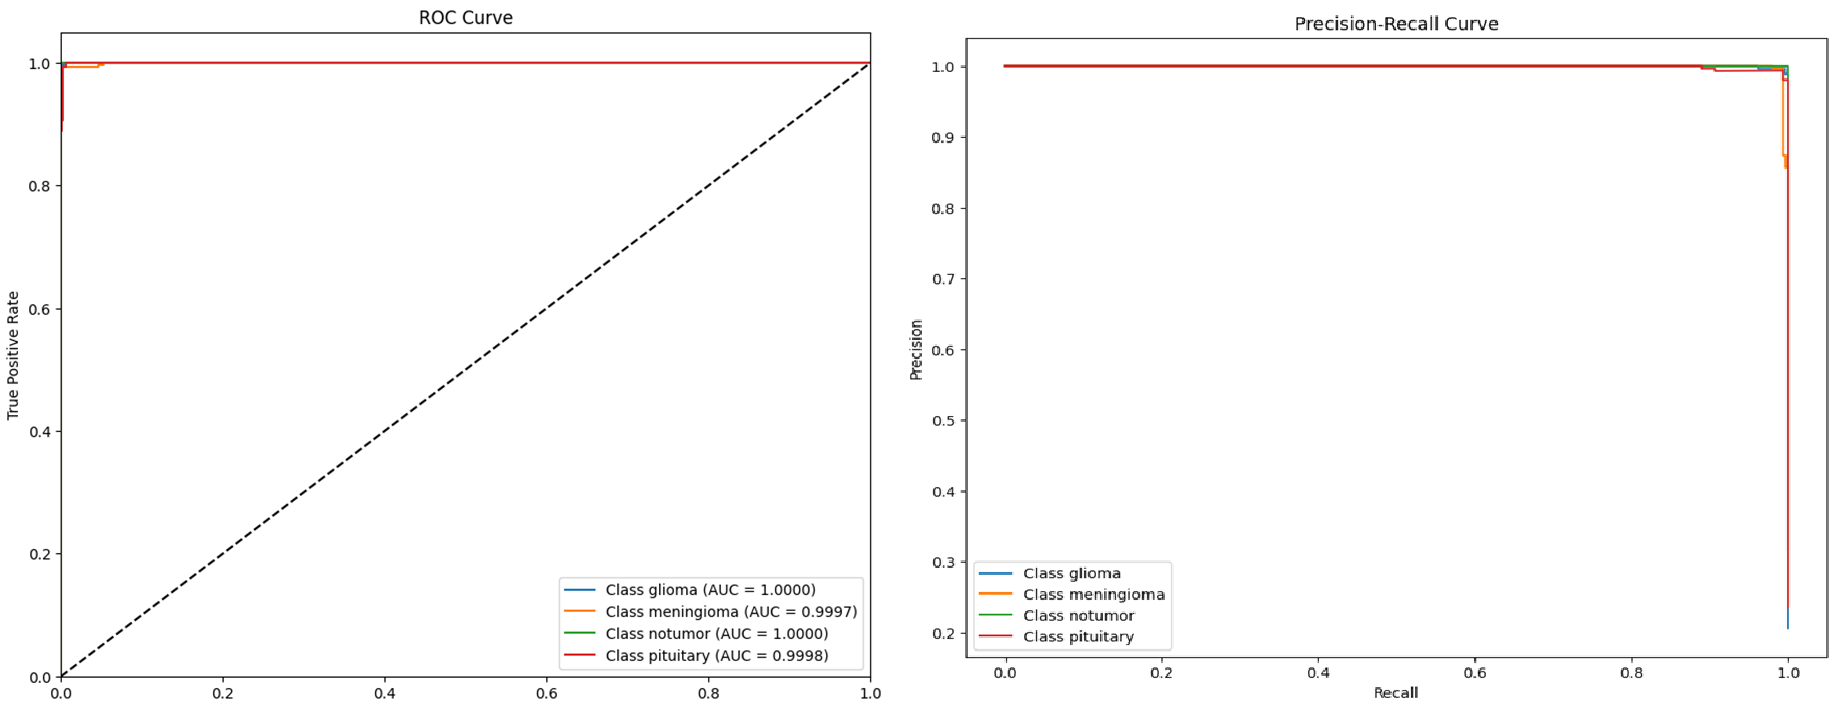 ROC Curve
True Positive Rate
1.0
0.8
0.6
0.4
0.2
0.0
0.0 0.2 0.4 0.6 0.8 1.0
Class glioma (AUC = 1.0000)
Class meningioma (AUC = 0.9997)
Class notumor (AUC = 1.0000)
Class pituitary (AUC = 0.9998)
Precision-Recall Curve
Precision
1.0
0.9
0.8
0.7
0.6
0.5
0.4
0.3
0.2
Class glioma
Class meningioma
Class notumor
Class pituitary
0.0 0.2 0.4 0.6 0.8 1.0
Recall